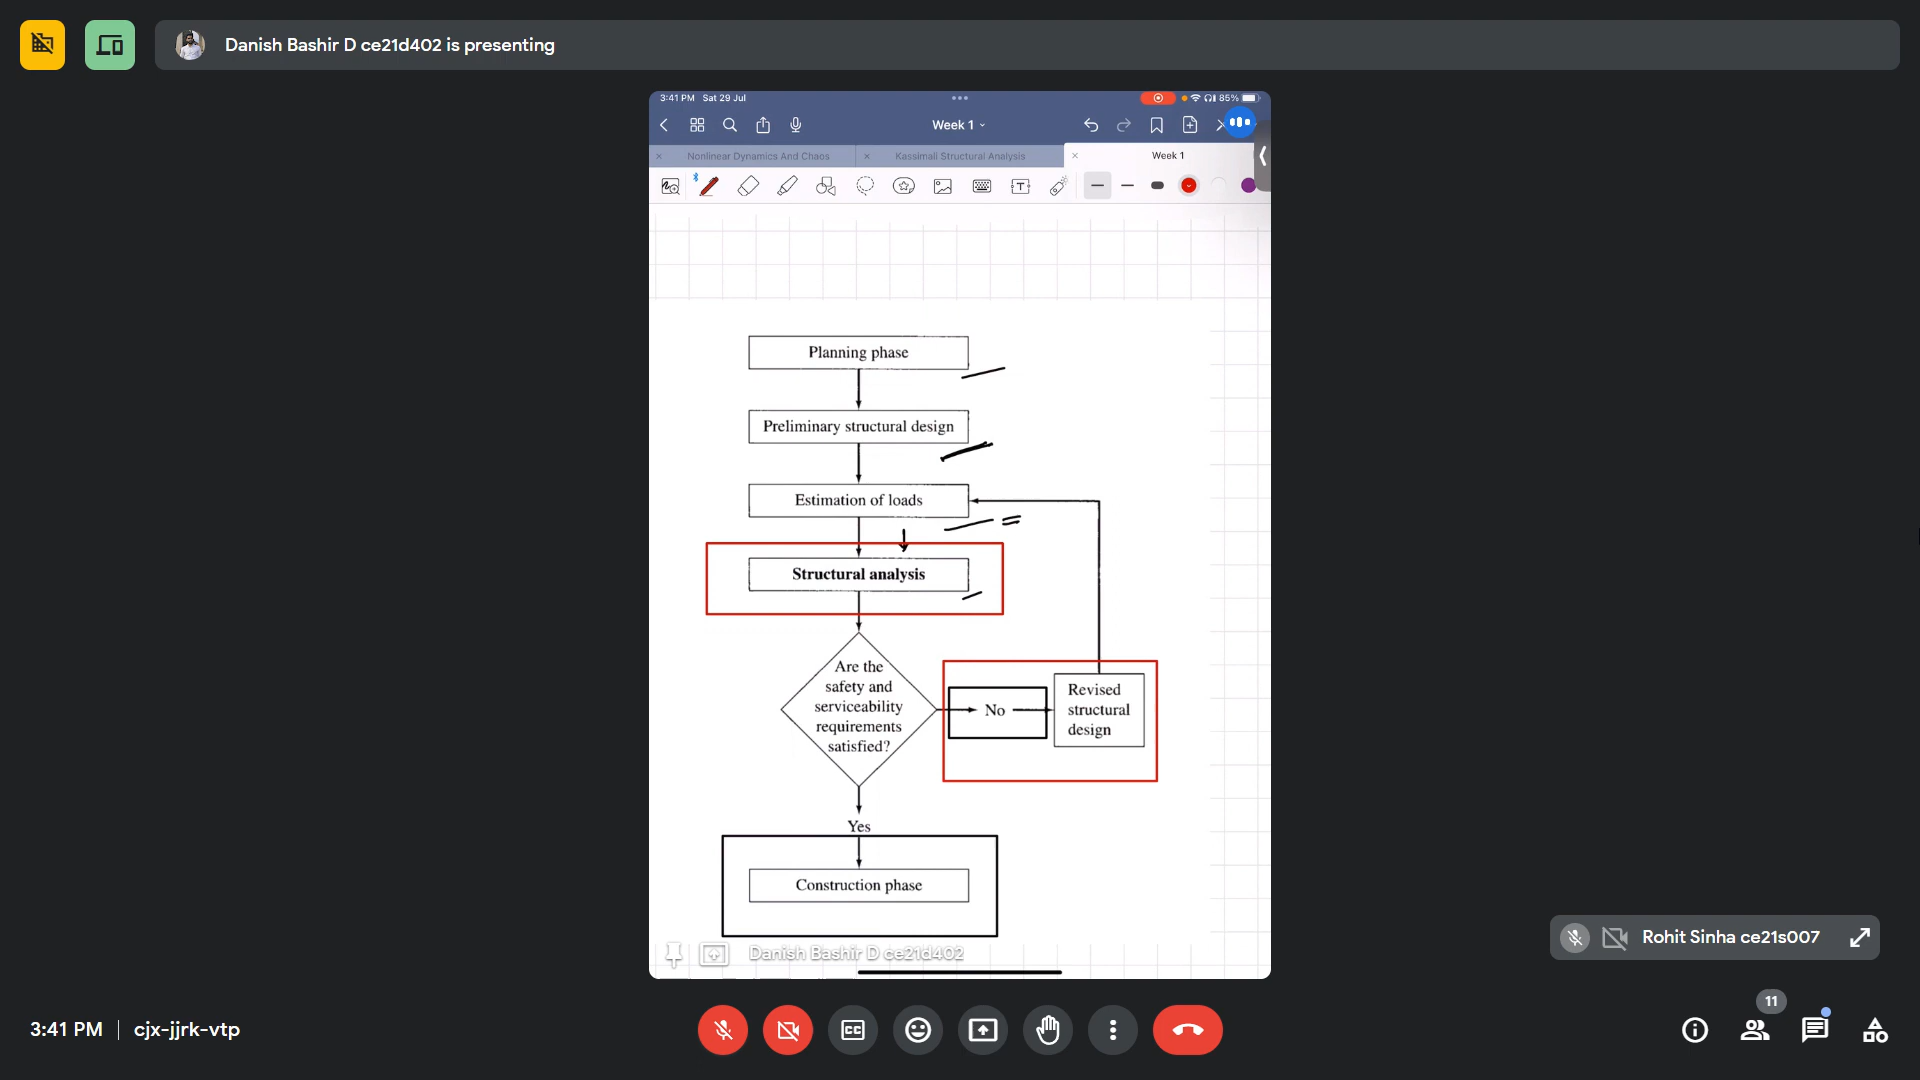 Danish Bashir D ce21d402 is presenting
3:41 PM Sat 29 Jul
85%
Week 1
Nonlinear Dynamics And Chaos
Kassimali Structural Analysis
Week 1
T
Planning phase
Preliminary structural design
Estimation of loads
Structural analysis
Are the
safety and
serviceability
requirements
satisfied?
No
Revised
structural
design
Yes
Construction phase
Danish Bashir D ce21d402
Rohit Sinha ce21s007
3:41 PM
cjx-jjrk-vtp
CC
11